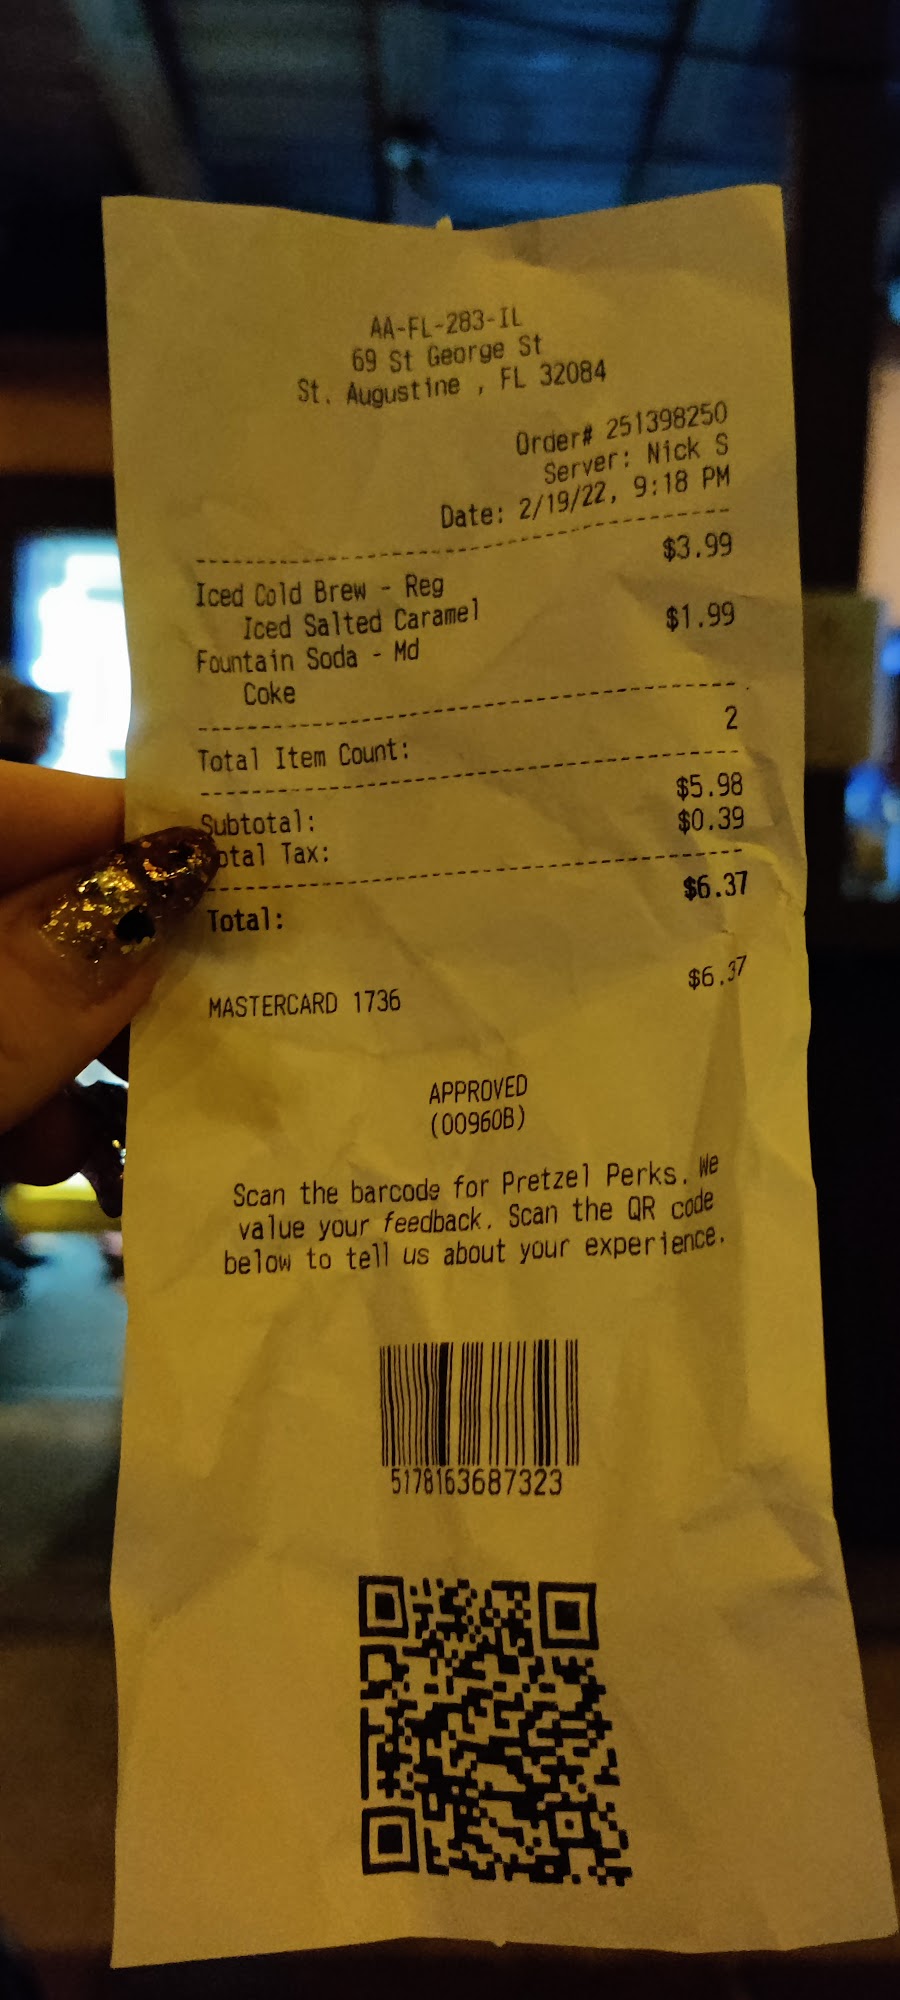 AA-FL-283-IL
69 St George St
St. Augustine , FL 32084
Order# 251398250
Server: Nick S
Date: 2/19/22, 9:18 PM
Iced Cold Brew - Reg $3.99
Iced Salted Caramel
Fountain Soda - Md $1.99
Coke
Total Item Count: 2
Subtotal: $5.98
otal Tax: $0.39
Total: $6.37
MASTERCARD 1736 $6.37
APPROVED
(00960B)
Scan the barcode for Pretzel Perks. We
value your feedback. Scan the QR code
below to tell us about your experience.
5178163687323